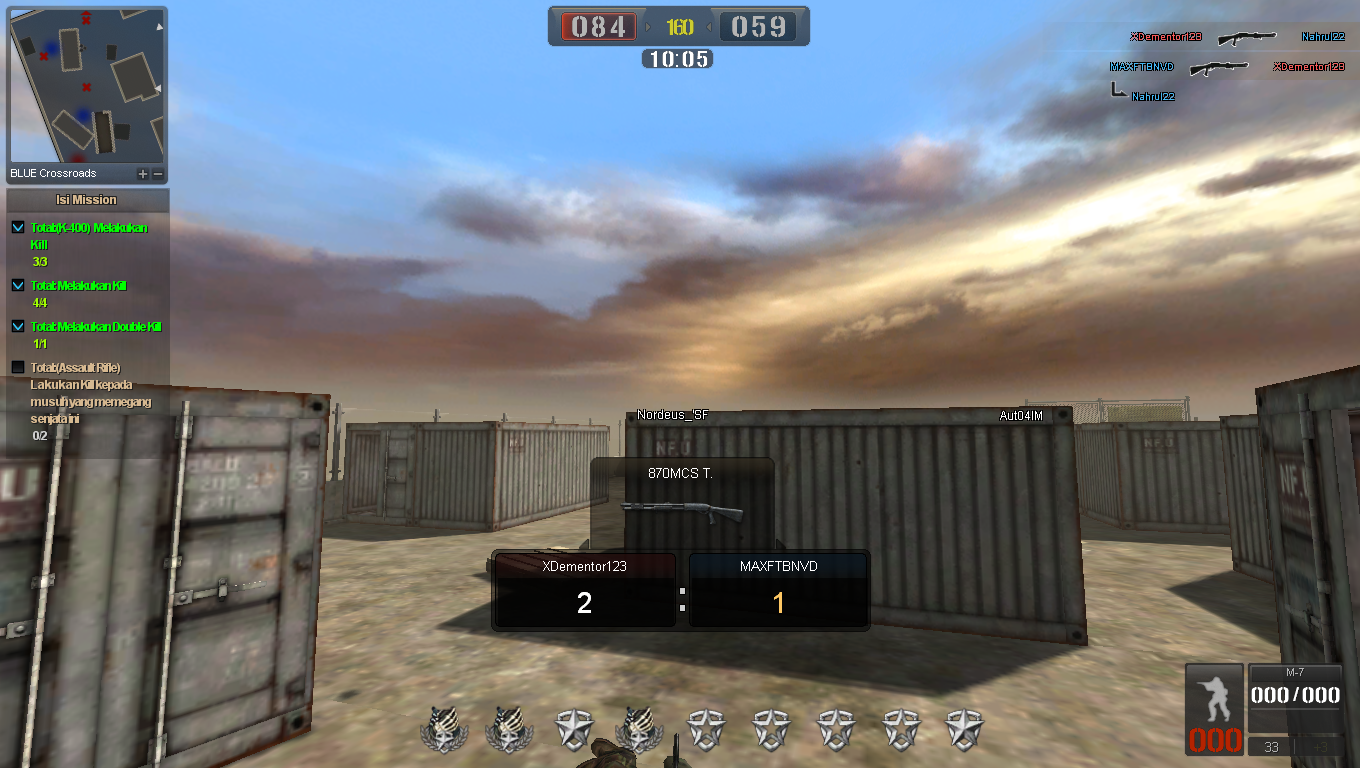 084 160 059
10:05
XDementor123 Nahrul22
MAXFTBNVD XDementor123
Nahrul22
BLUE Crossroads + −
Isi Mission
Total:(K-400) Melakukan
Kill
3/3
Total: Melakukan Kill
4/4
Total: Melakukan Double Kill
1/1
Total:(Assault Rifle)
Lakukan Kill kepada
musuh yang memegang
senjata ini
0/2
Nordeus_'SF Aut04IM
NF.U
870MCS T.
XDementor123 MAXFTBNVD
2 : 1
M-7
000/000
000
33 +3